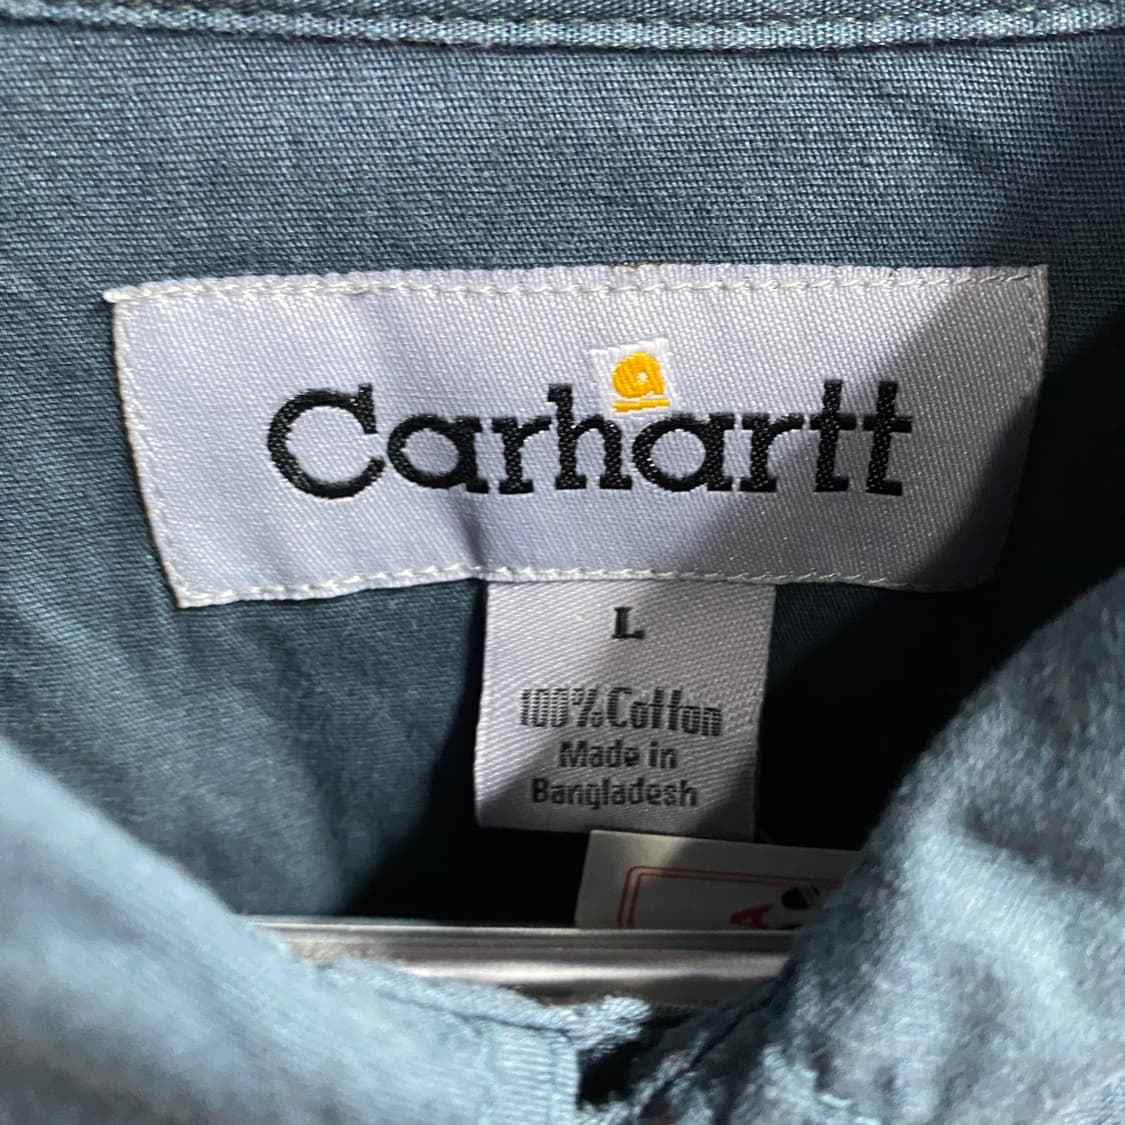 Carhartt
L
100% Cotton
Made in
Bangladesh
A